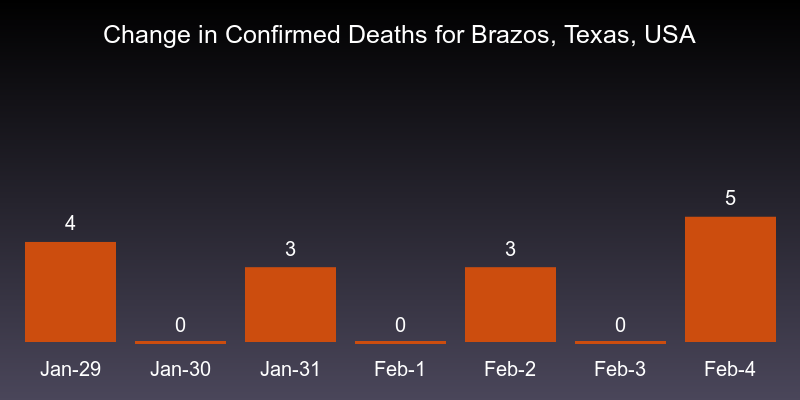 Change in Confirmed Deaths for Brazos, Texas, USA
4 0 3 0 3 0 5
Jan-29 Jan-30 Jan-31 Feb-1 Feb-2 Feb-3 Feb-4